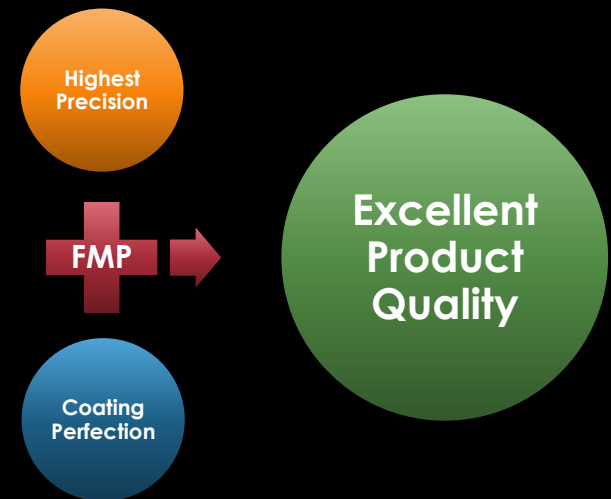 Highest
Precision
FMP
Coating
Perfection
Excellent
Product
Quality